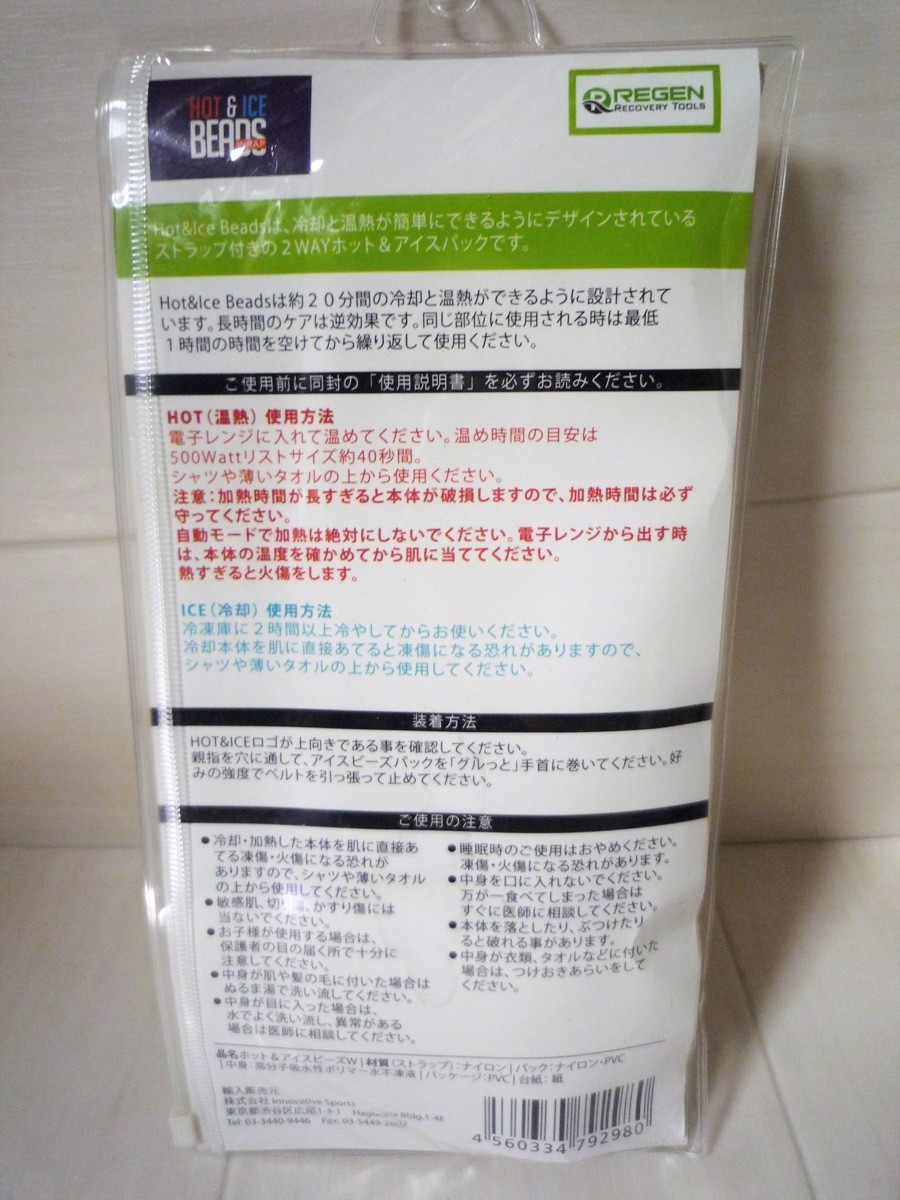 HOT & ICE
BEADS
WRAP
REGEN
RECOVERY TOOLS
Hot&Ice Beadsは、冷却と温熱が簡単にできるようにデザインされている
ストラップ付きの２WAYホット＆アイスパックです。
Hot&Ice Beadsは約２０分間の冷却と温熱ができるように設計されて
います。長時間のケアは逆効果です。同じ部位に使用される時は最低
１時間の時間を空けてから繰り返して使用ください。
ご使用前に同封の「使用説明書」を必ずお読みください。
HOT（温熱）使用方法
電子レンジに入れて温めてください。温め時間の目安は
500Wattリストサイズ約40秒間。
シャツや薄いタオルの上から使用ください。
注意：加熱時間が長すぎると本体が破損しますので、加熱時間は必ず
守ってください。
自動モードで加熱は絶対にしないでください。電子レンジから出す時
は、本体の温度を確かめてから肌に当ててください。
熱すぎると火傷をします。
ICE（冷却）使用方法
冷凍庫に２時間以上冷やしてからお使いください。
冷却本体を肌に直接あてると凍傷になる恐れがありますので、
シャツや薄いタオルの上から使用してください。
装着方法
HOT&ICEロゴが上向きである事を確認してください。
親指を穴に通して、アイスビーズパックを「グルっと」手首に巻いてください。好
みの強度でベルトを引っ張って止めてください。
ご使用の注意
●冷却・加熱した本体を肌に直接あ
てる凍傷・火傷になる恐れが
ありますので、シャツや薄いタオル
の上から使用してください。
●敏感肌、切り傷、かすり傷には
当ないでください。
●お子様が使用する場合は、
保護者の目の届く所で十分に
注意してください。
●中身が肌や髪の毛に付いた場合は
ぬるま湯で洗い流してください。
●中身が目に入った場合は、
水でよく洗い流し、異常がある
場合は医師に相談してください。
●睡眠時のご使用はおやめください。
凍傷・火傷になる恐れがあります。
●中身を口に入れないでください。
万が一食べてしまった場合は
すぐに医師に相談してください。
●本体を落としたり、ぶつけたり
ると破れる事があります。
●中身が衣類、タオルなどに付いた
場合は、つけおきあらいをして
ください。
品名ホット＆アイスビーズW | 材質（ストラップ）：ナイロン | パック：ナイロン・PVC
| 中身：高分子吸水性ポリマー水不凍液 | パッケージ：PVC | 台紙：紙
輸入販売元
株式会社 Innovative Sports
東京都渋谷区広尾1-3-1 Bldg.1-4F
Tel: 03-3440-9446 Fax: 03-5449-2602
4 560334 792980